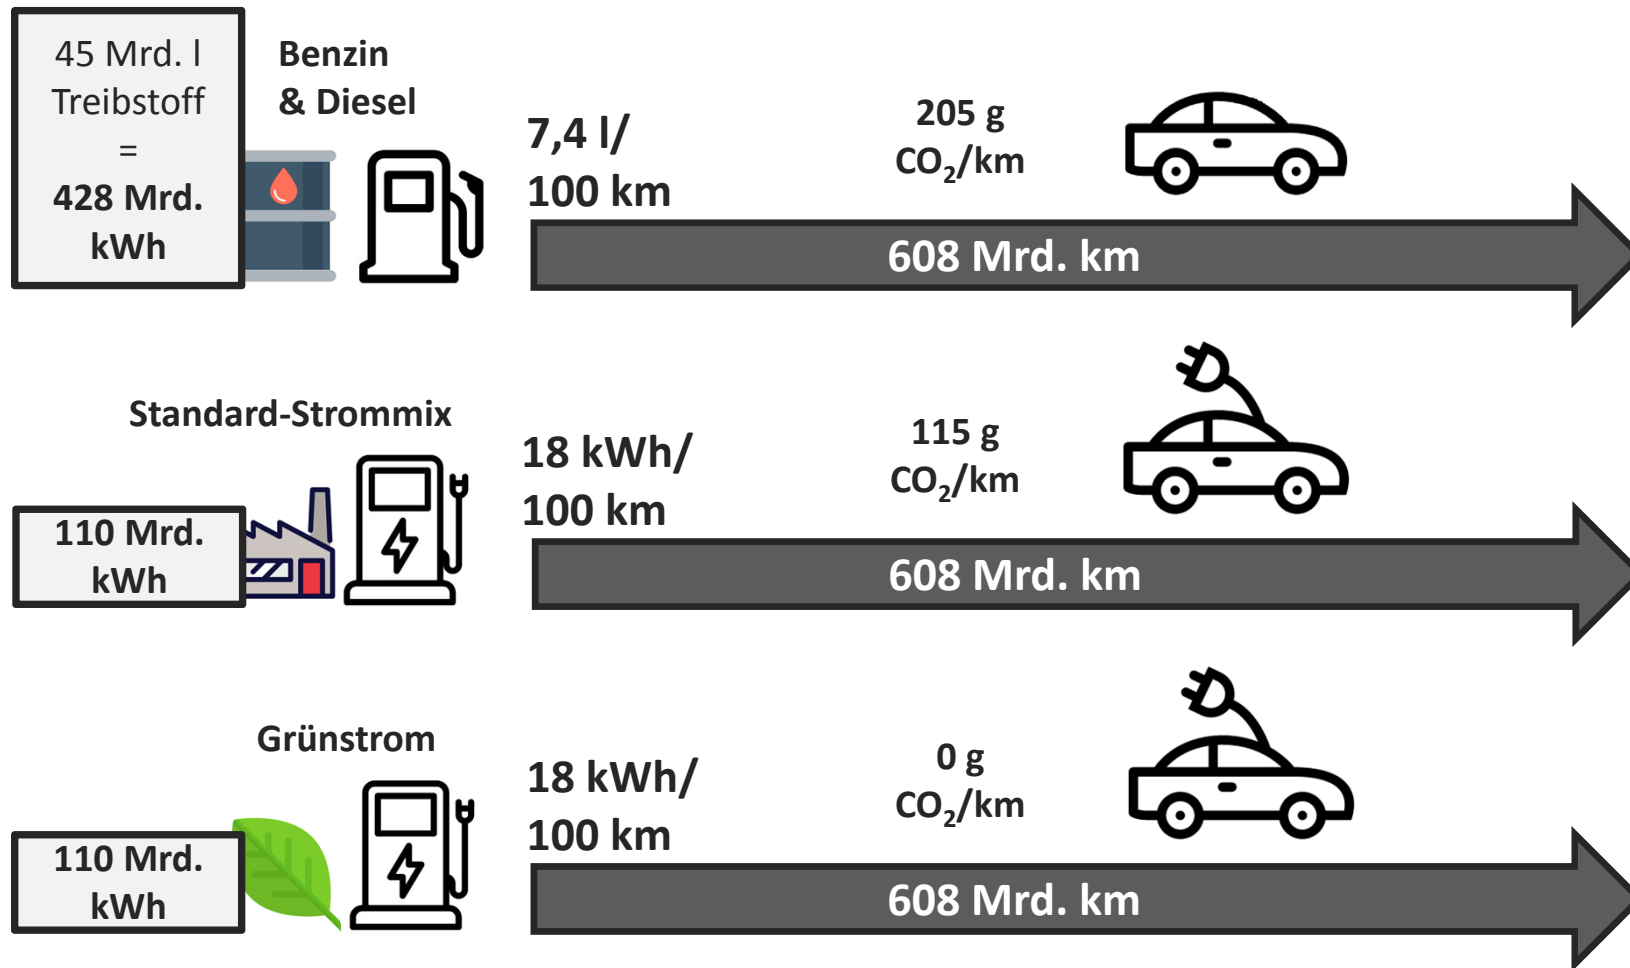 45 Mrd. l
Treibstoff
=
428 Mrd.
kWh
Benzin
& Diesel
7,4 l/
100 km
205 g
CO₂/km
608 Mrd. km
Standard-Strommix
110 Mrd.
kWh
18 kWh/
100 km
115 g
CO₂/km
608 Mrd. km
Grünstrom
110 Mrd.
kWh
18 kWh/
100 km
0 g
CO₂/km
608 Mrd. km